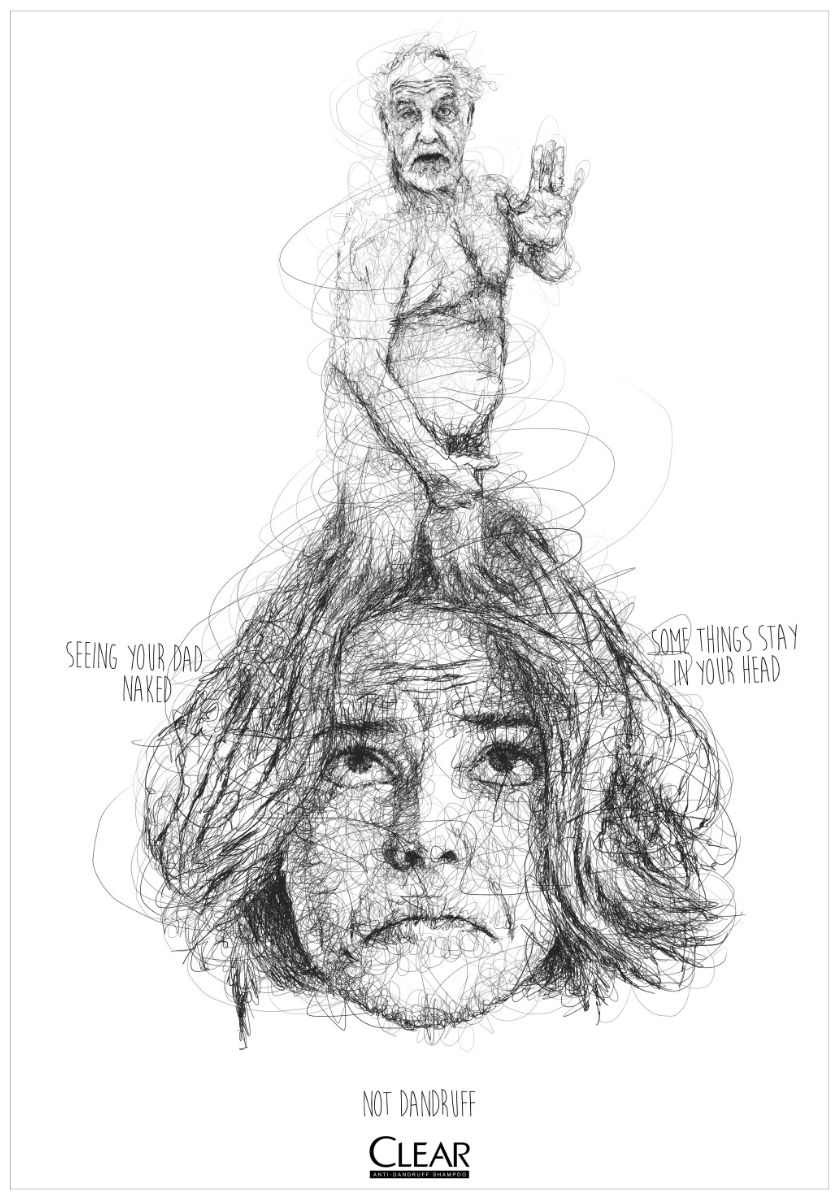 SEEING YOUR DAD
NAKED
SOME THINGS STAY
IN YOUR HEAD
NOT DANDRUFF
CLEAR
ANTI-DANDRUFF SHAMPOO